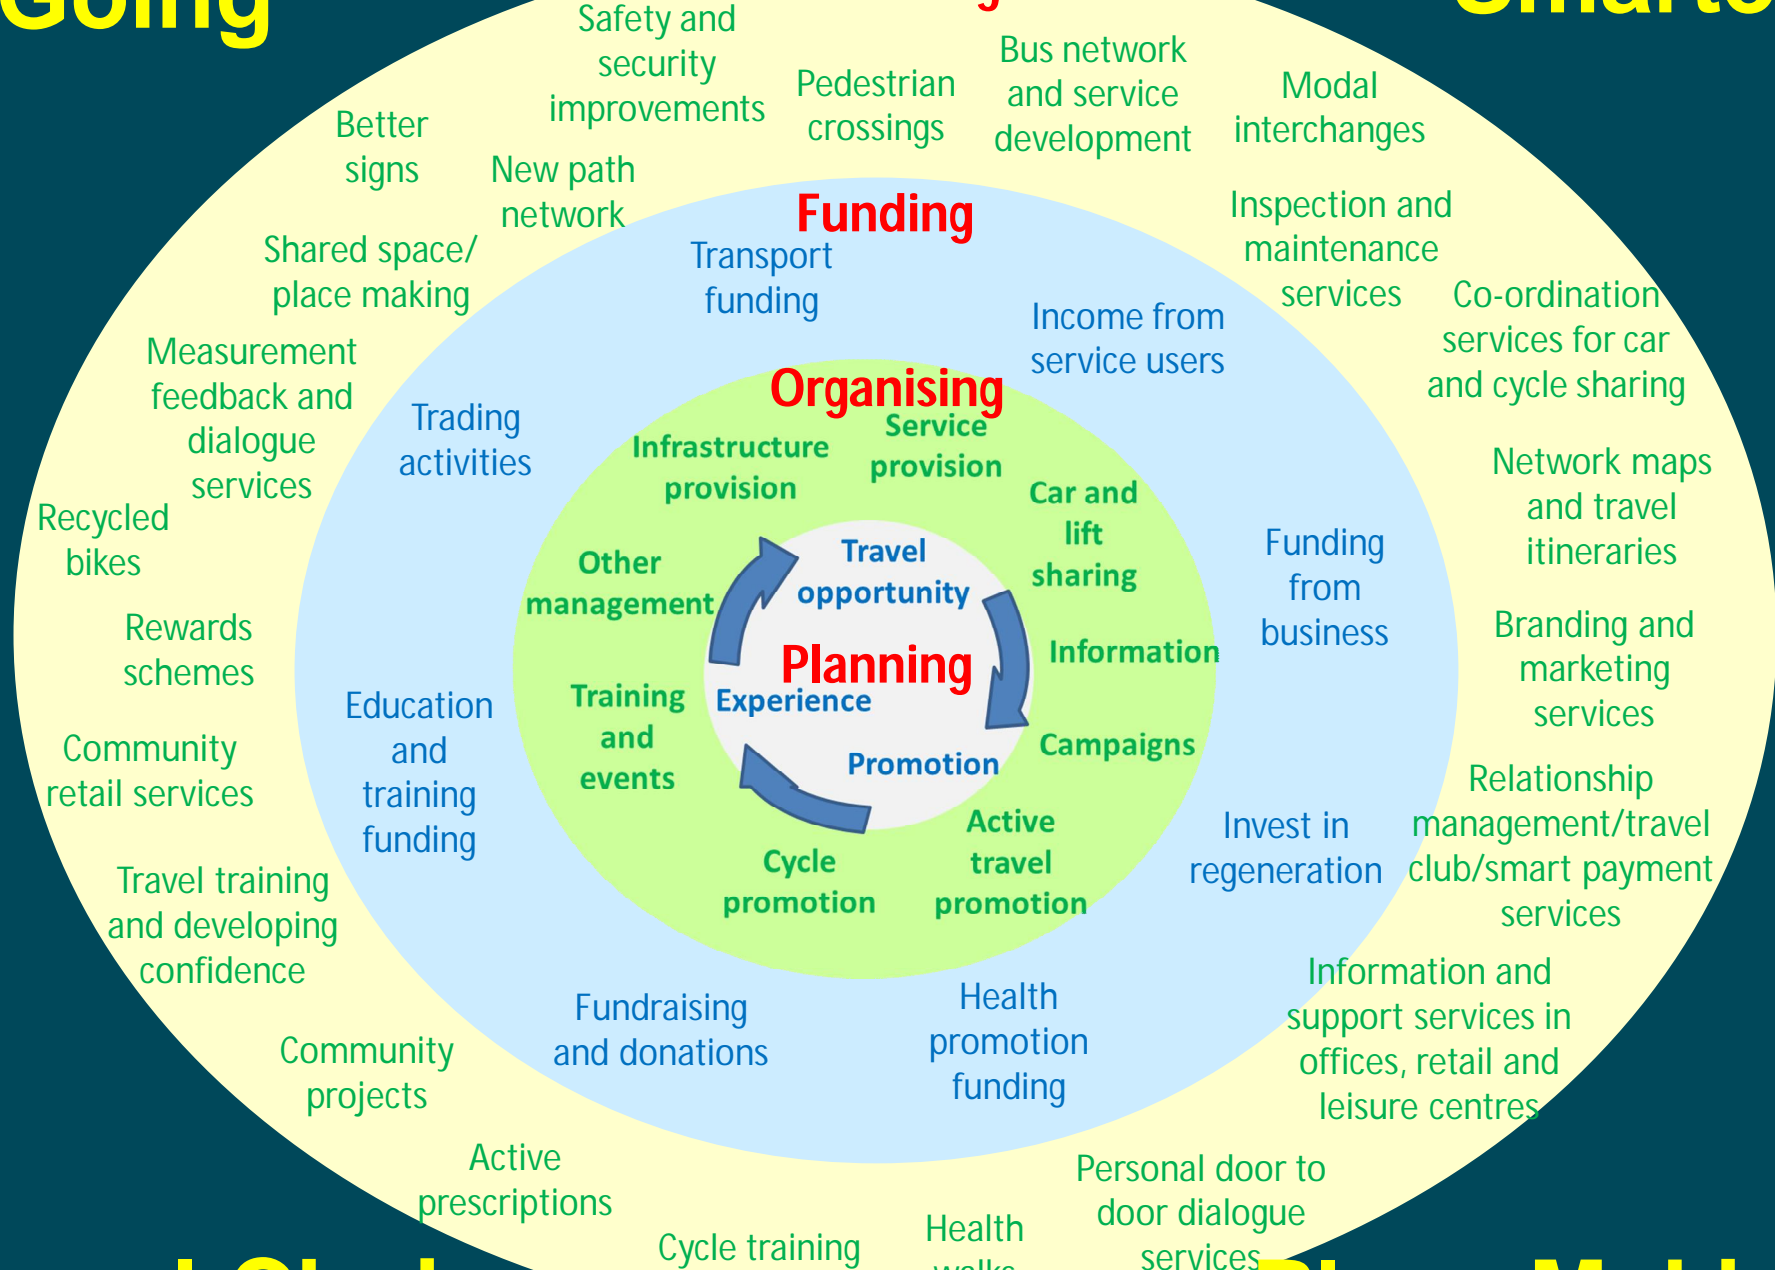 Going
Safety and
security
improvements
Pedestrian
crossings
Bus network
and service
development
Modal
interchanges
Better
signs
New path
network
Inspection and
maintenance
services
Shared space/
place making
Co-ordination
services for car
and cycle sharing
Measurement
feedback and
dialogue
services
Network maps
and travel
itineraries
Recycled
bikes
Rewards
schemes
Branding and
marketing
services
Community
retail services
Relationship
management/travel
club/smart payment
services
Travel training
and developing
confidence
Information and
support services in
offices, retail and
leisure centres
Community
projects
Active
prescriptions
Cycle training
Health
walks
Personal door to
door dialogue
services
Funding
Transport
funding
Income from
service users
Trading
activities
Funding
from
business
Education
and
training
funding
Invest in
regeneration
Fundraising
and donations
Health
promotion
funding
Organising
Infrastructure
provision
Service
provision
Car and
lift
sharing
Other
management
Information
Training
and
events
Campaigns
Cycle
promotion
Active
travel
promotion
Travel
opportunity
Planning
Experience
Promotion